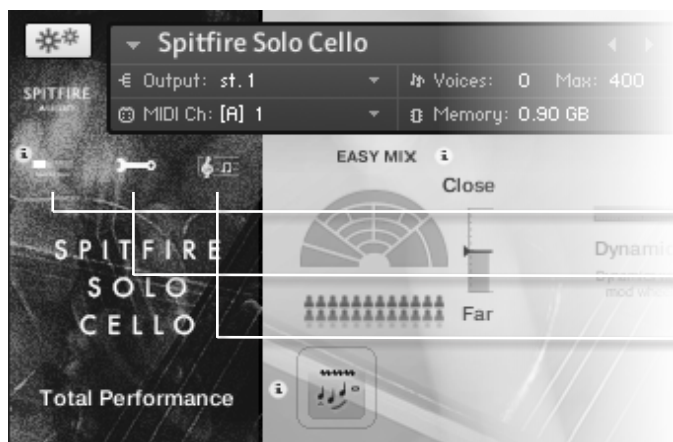 Spitfire Solo Cello
Output: st. 1
Voices: 0 Max: 400
MIDI Ch: [A] 1
Memory: 0.90 GB
SPITFIRE
EASY MIX
Close
Far
SPITFIRE
SOLO
CELLO
Total Performance